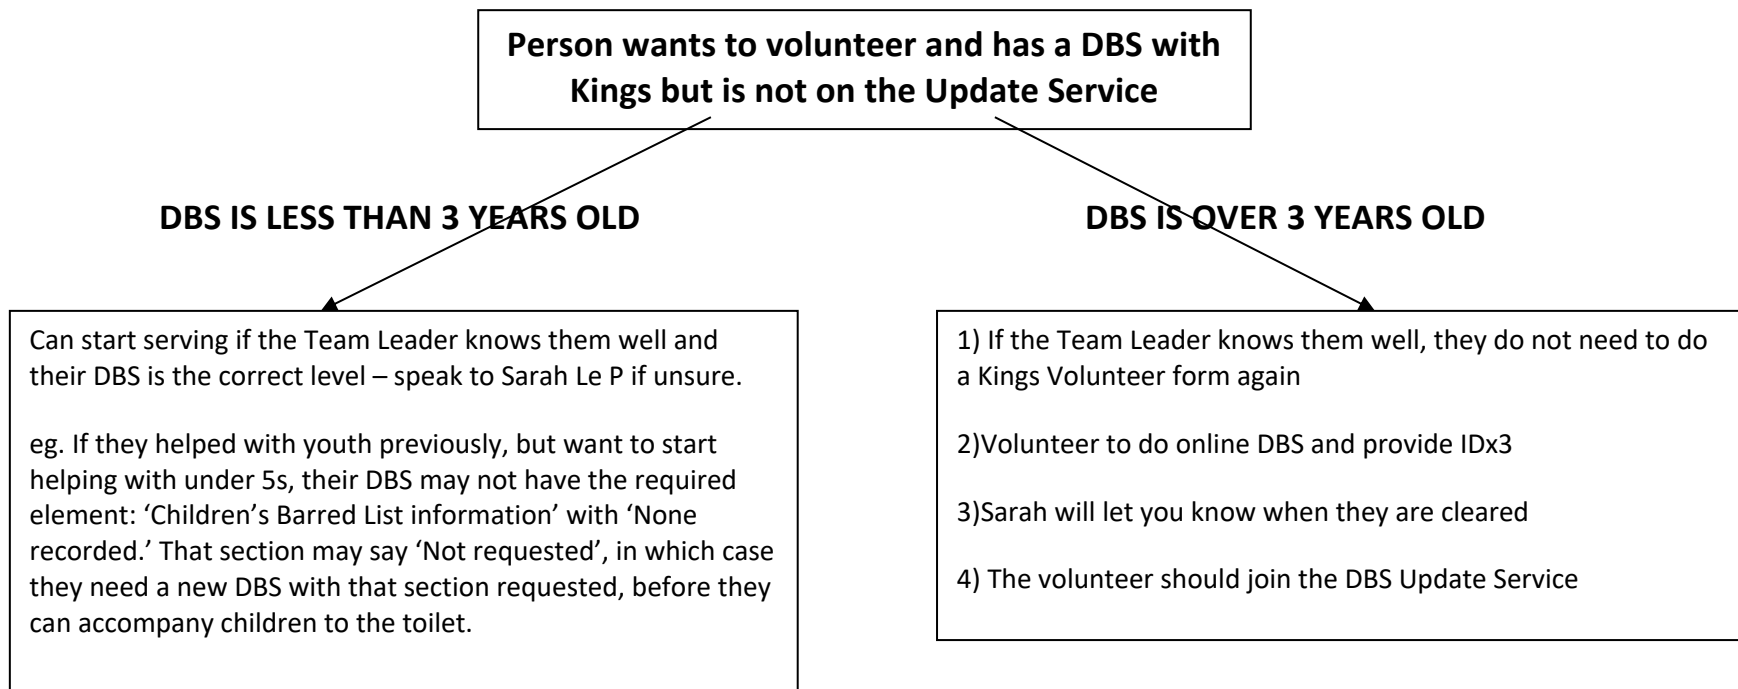 Person wants to volunteer and has a DBS with
Kings but is not on the Update Service
DBS IS LESS THAN 3 YEARS OLD
DBS IS OVER 3 YEARS OLD
Can start serving if the Team Leader knows them well and
their DBS is the correct level – speak to Sarah Le P if unsure.
eg. If they helped with youth previously, but want to start
helping with under 5s, their DBS may not have the required
element: ‘Children’s Barred List information’ with ‘None
recorded.’ That section may say ‘Not requested’, in which case
they need a new DBS with that section requested, before they
can accompany children to the toilet.
1) If the Team Leader knows them well, they do not need to do
a Kings Volunteer form again
2)Volunteer to do online DBS and provide IDx3
3)Sarah will let you know when they are cleared
4) The volunteer should join the DBS Update Service